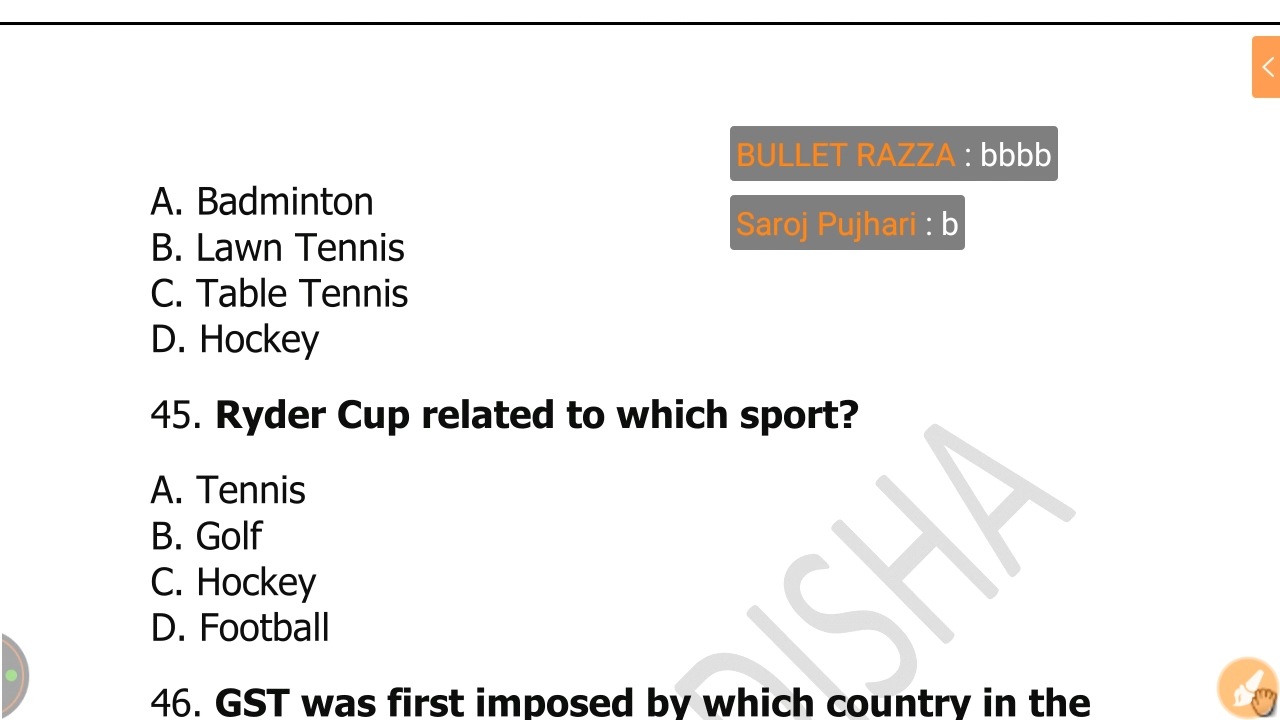 BULLET RAZZA : bbbb
Saroj Pujhari : b
A. Badminton
B. Lawn Tennis
C. Table Tennis
D. Hockey
45. Ryder Cup related to which sport?
A. Tennis
B. Golf
C. Hockey
D. Football
46. GST was first imposed by which country in the
DISHA